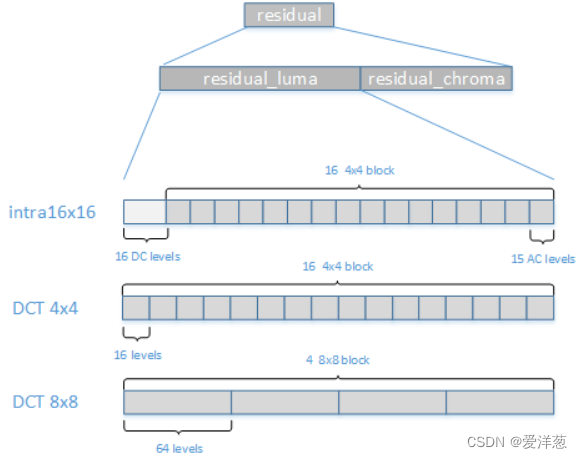 residual
residual_luma residual_chroma
16 4x4 block
intra16x16
16 DC levels 15 AC levels
16 4x4 block
DCT 4x4
16 levels
4 8x8 block
DCT 8x8
64 levels
CSDN @爱洋葱